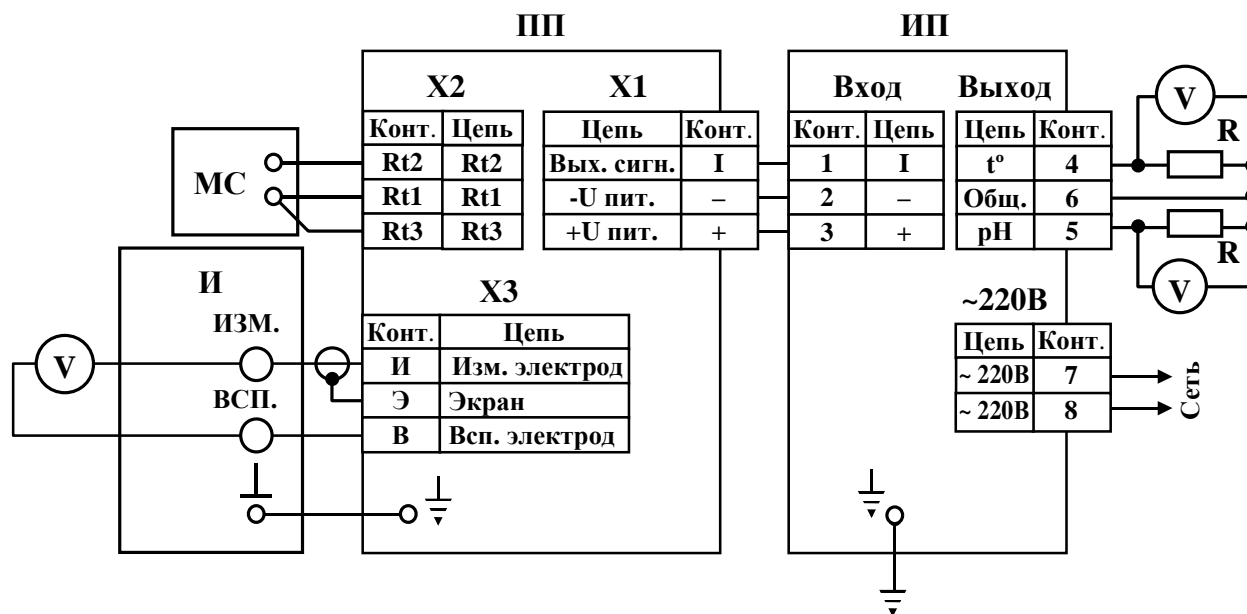 ПП ИП
X2 X1 Вход Выход
Конт. Цепь Цепь Конт. Конт. Цепь Цепь Конт.
Rt2 Rt2 Вых. сигн. I 1 I t° 4
Rt1 Rt1 -U пит. – 2 – Общ. 6
Rt3 Rt3 +U пит. + 3 + pH 5
МС
V
R
R
V
И
ИЗМ.
ВСП.
V
X3
Конт. Цепь
И Изм. электрод
Э Экран
В Всп. электрод
~220В
Цепь Конт.
~ 220В 7
~ 220В 8
Сеть